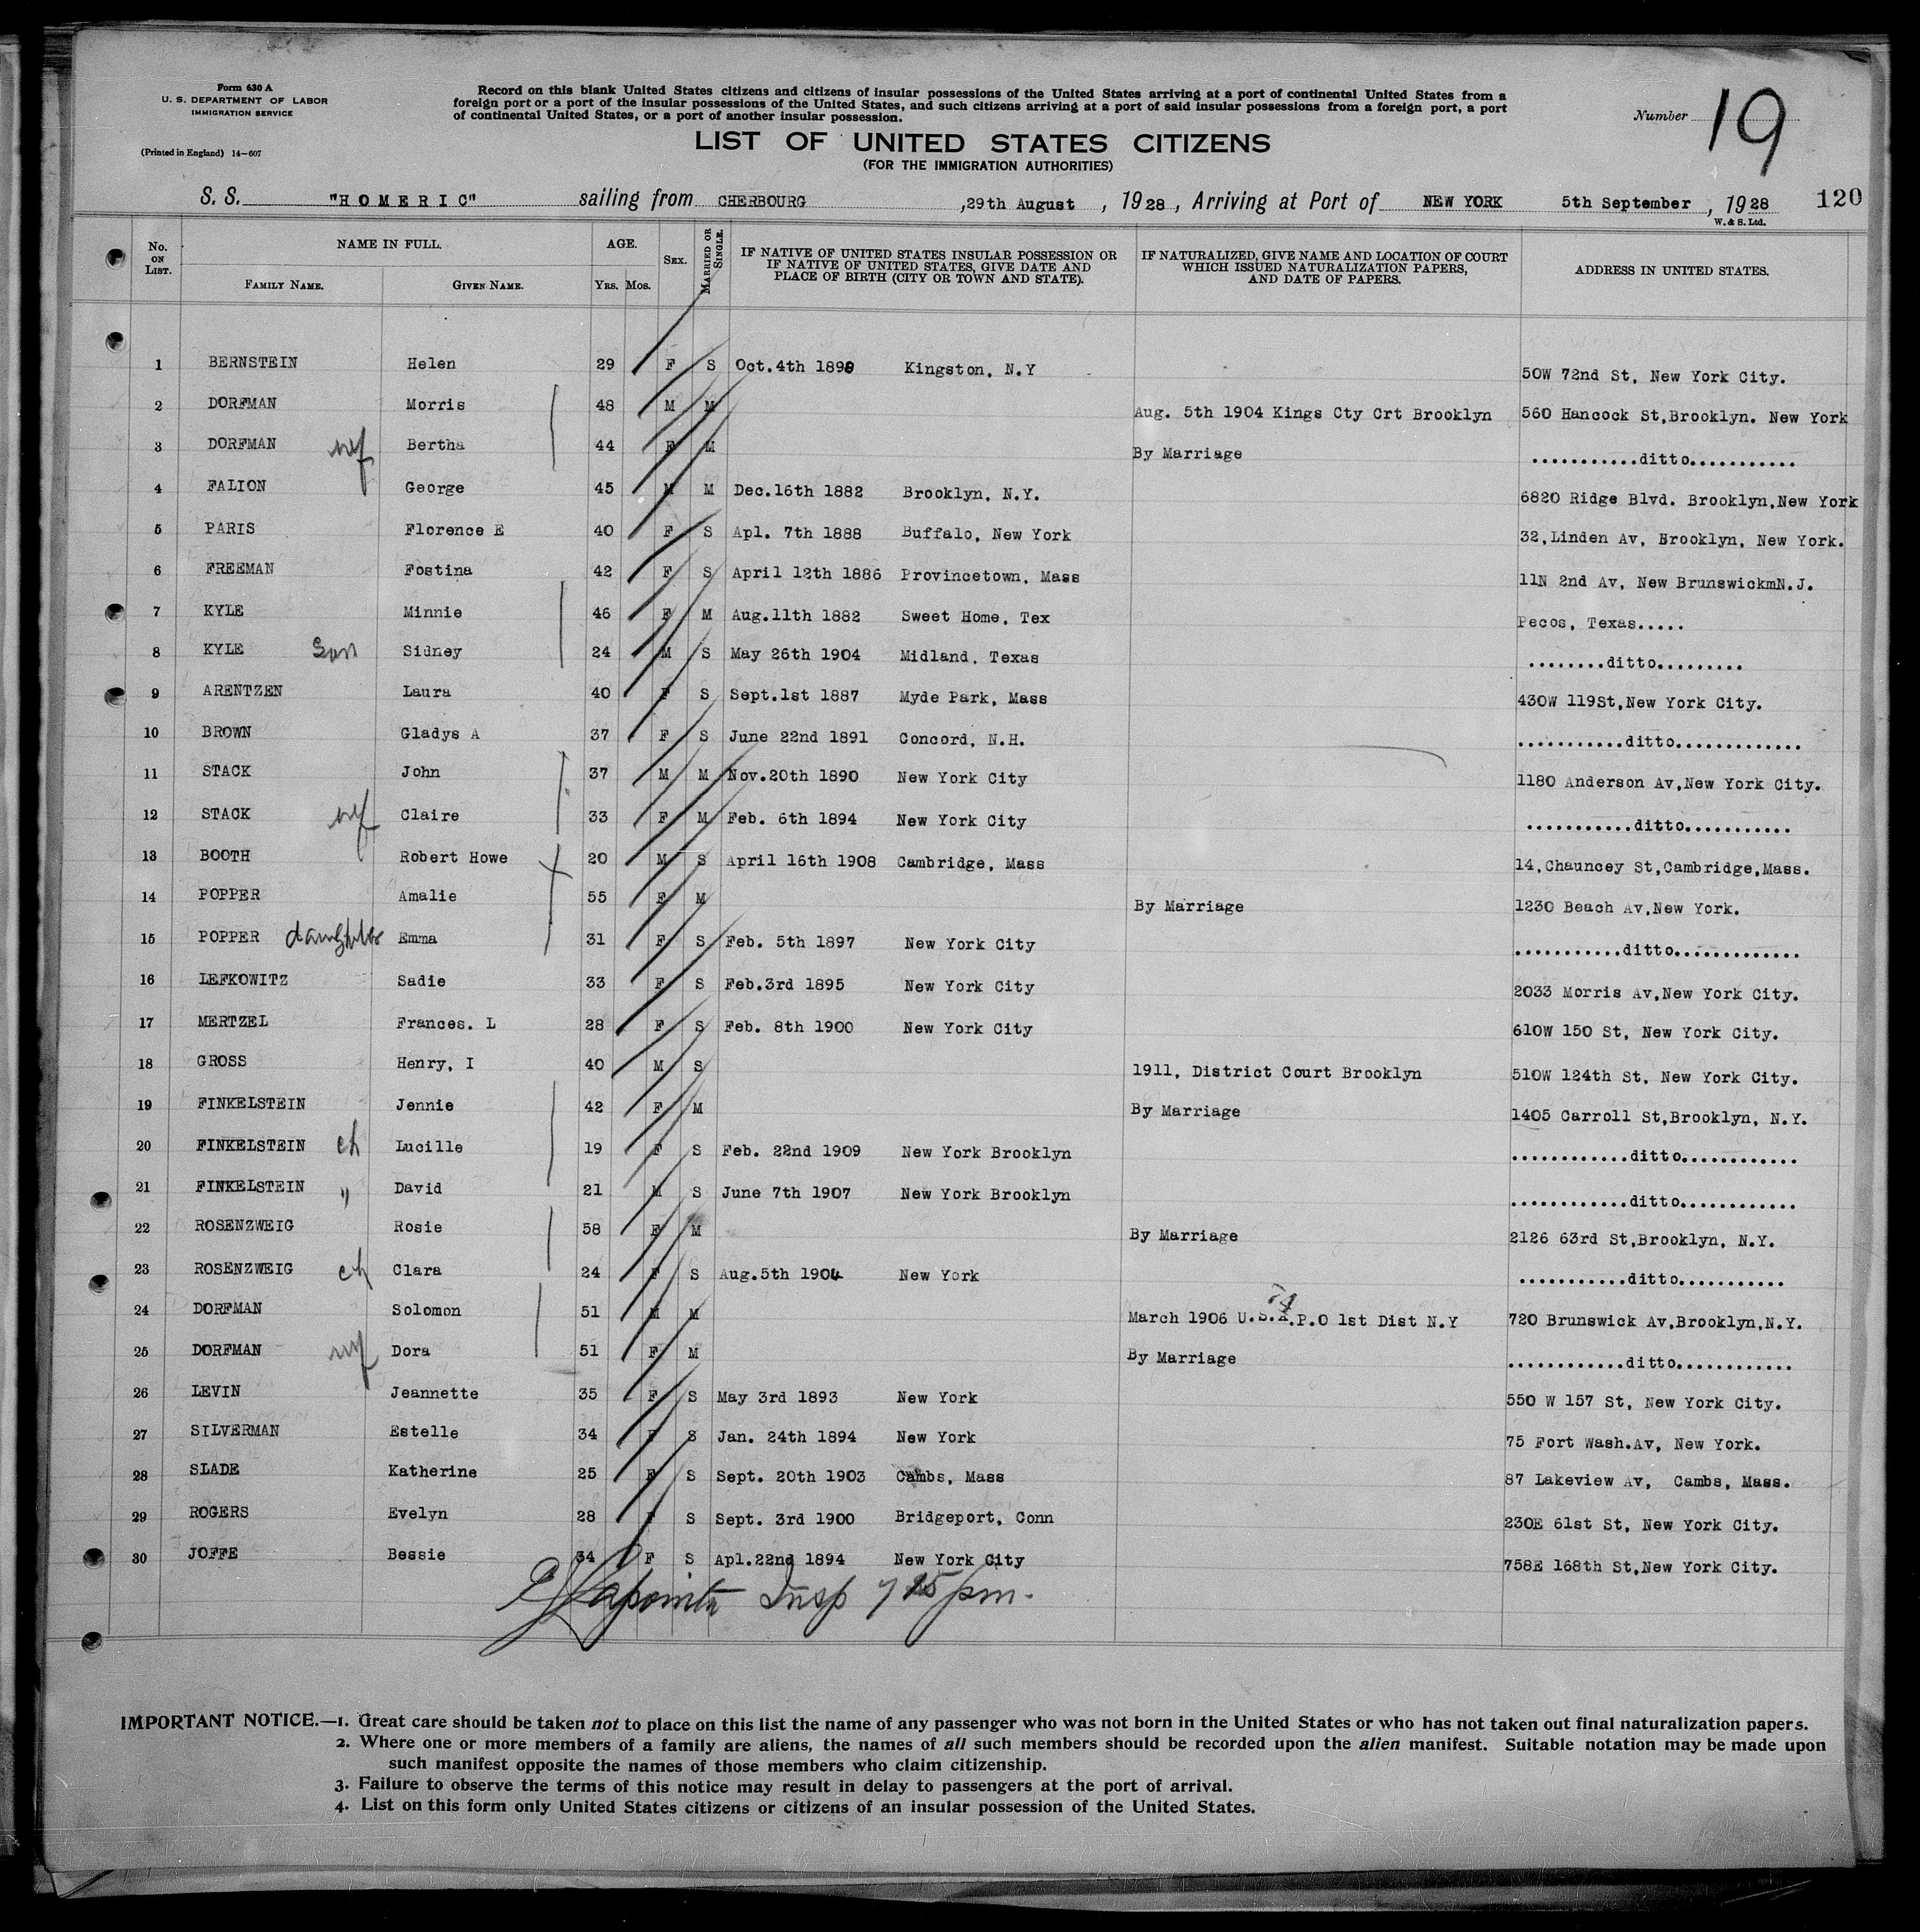 Form 630 A
U. S. DEPARTMENT OF LABOR
IMMIGRATION SERVICE
(Printed in England) 14—607
Record on this blank United States citizens and citizens of insular possessions of the United States arriving at a port of continental United States from a
foreign port or a port of the insular possessions of the United States, and such citizens arriving at a port of said insular possessions from a foreign port, a port
of continental United States, or a port of another insular possession.
Number 19
LIST OF UNITED STATES CITIZENS
(FOR THE IMMIGRATION AUTHORITIES)
S. S. "HOMERIC" sailing from CHERBOURG ,29th August , 1928 , Arriving at Port of NEW YORK 5th September , 1928 120
W. & S. Ltd.
No. ON LIST. NAME IN FULL. FAMILY NAME. GIVEN NAME. AGE. YRS. MOS. SEX. MARRIED OR SINGLE. IF NATIVE OF UNITED STATES INSULAR POSSESSION OR IF NATIVE OF UNITED STATES, GIVE DATE AND PLACE OF BIRTH (CITY OR TOWN AND STATE). IF NATURALIZED, GIVE NAME AND LOCATION OF COURT WHICH ISSUED NATURALIZATION PAPERS, AND DATE OF PAPERS. ADDRESS IN UNITED STATES.
1 BERNSTEIN Helen 29 F S Oct.4th 1899 Kingston, N.Y 50W 72nd St, New York City.
2 DORFMAN Morris 48 M M Aug. 5th 1904 Kings Cty Crt Brooklyn 560 Hancock St,Brooklyn. New York
3 DORFMAN wf Bertha 44 F M By Marriage ...........ditto...........
4 FALION George 45 M M Dec.16th 1882 Brooklyn, N.Y. 6820 Ridge Blvd. Brooklyn,New York
5 PARIS Florence E 40 F S Apl. 7th 1888 Buffalo, New York 32,Linden Av, Brooklyn, New York.
6 FREEMAN Fostina 42 F S April 12th 1886 Provincetown, Mass 11N 2nd Av, New BrunswickmN.J.
7 KYLE Minnie 46 F M Aug.11th 1882 Sweet Home, Tex Pecos, Texas.....
8 KYLE Son Sidney 24 M S May 26th 1904 Midland. Texas ........ditto.........
9 ARENTZEN Laura 40 F S Sept.1st 1887 Myde Park, Mass 430W 119St,New York City.
10 BROWN Gladys A 37 F S June 22nd 1891 Concord, N.H. ...........ditto.............
11 STACK John 37 M M Nov.20th 1890 New York City 1180 Anderson Av,New York City.
12 STACK wf Claire 33 F M Feb. 6th 1894 New York City ...........ditto...........
13 BOOTH Robert Howe 20 M S April 16th 1908 Cambridge, Mass 14,Chauncey St,Cambridge,Mass.
14 POPPER Amalie 55 F M By Marriage 1230 Beach Av,New York.
15 POPPER daughter Emma 31 F S Feb. 5th 1897 New York City ...........ditto.............
16 LEFKOWITZ Sadie 33 F S Feb.3rd 1895 New York City 2033 Morris Av,New York City.
17 MERTZEL Frances. L 28 F S Feb. 8th 1900 New York City 610W 150 St, New York City.
18 GROSS Henry, I 40 M S 1911, District Court Brooklyn 510W 124th St, New York City.
19 FINKELSTEIN Jennie 42 F M By Marriage 1405 Carroll St,Brooklyn, N.Y.
20 FINKELSTEIN ch Lucille 19 F S Feb. 22nd 1909 New York Brooklyn ............ditto............
21 FINKELSTEIN " David 21 M S June 7th 1907 New York Brooklyn ............ditto............
22 ROSENZWEIG Rosie 58 F M By Marriage 2126 63rd St,Brooklyn, N.Y.
23 ROSENZWEIG ch Clara 24 F S Aug.5th 1904 New York ...........ditto...........
24 DORFMAN Solomon 51 M M March 1906 U.S. P.O 1st Dist N.Y 720 Brunswick Av,Brooklyn,N.Y.
25 DORFMAN wf Dora 51 F M By Marriage ............ditto............
26 LEVIN Jeannette 35 F S May 3rd 1893 New York 550 W 157 St, New York City.
27 SILVERMAN Estelle 34 F S Jan. 24th 1894 New York 75 Fort Wash.Av, New York.
28 SLADE Katherine 25 F S Sept. 20th 1903 Cambs, Mass 87 Lakeview Av, Cambs, Mass.
29 ROGERS Evelyn 28 F S Sept. 3rd 1900 Bridgeport, Conn 230E 61st St, New York City.
30 JOFFE Bessie 34 F S Apl.22nd 1894 New York City 758E 168th St,New York City.
Lapointe Insp 7 25 pm.
IMPORTANT NOTICE.—1. Great care should be taken not to place on this list the name of any passenger who was not born in the United States or who has not taken out final naturalization papers.
2. Where one or more members of a family are aliens, the names of all such members should be recorded upon the alien manifest. Suitable notation may be made upon
such manifest opposite the names of those members who claim citizenship.
3. Failure to observe the terms of this notice may result in delay to passengers at the port of arrival.
4. List on this form only United States citizens or citizens of an insular possession of the United States.